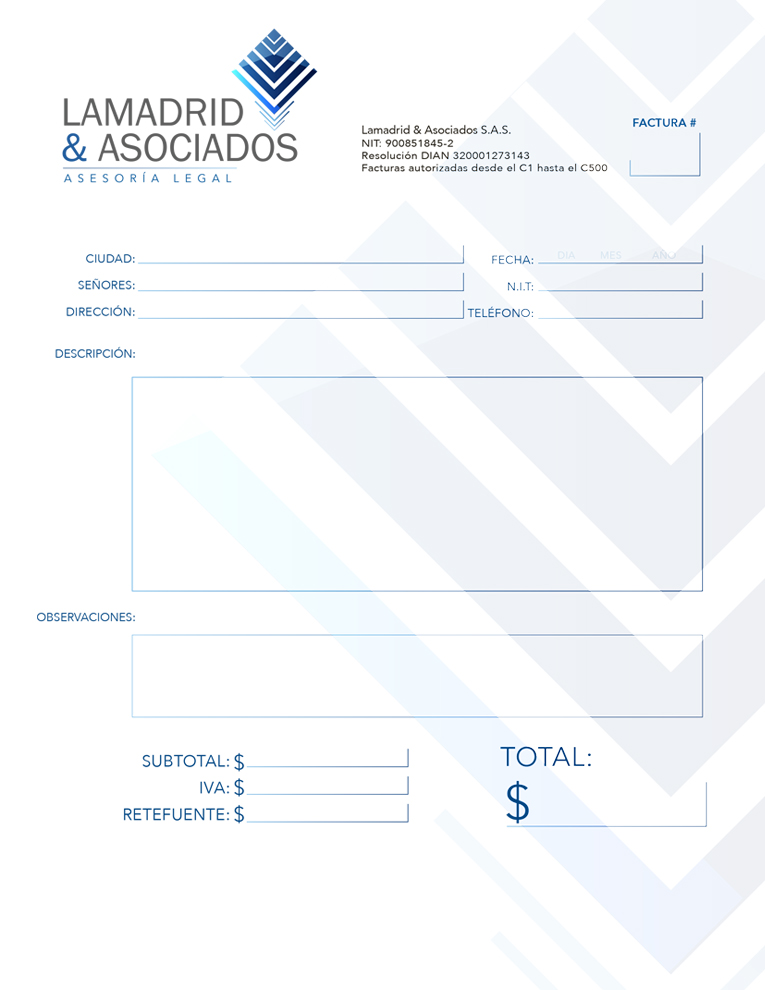 LAMADRID
& ASOCIADOS
ASESORÍA LEGAL
Lamadrid & Asociados S.A.S.
NIT: 900851845-2
Resolución DIAN 320001273143
Facturas autorizadas desde el C1 hasta el C500
FACTURA #
CIUDAD:
FECHA: DIA MES AÑO
SEÑORES:
N.I.T:
DIRECCIÓN:
TELÉFONO:
DESCRIPCIÓN:
OBSERVACIONES:
SUBTOTAL: $
IVA: $
RETEFUENTE: $
TOTAL:
$